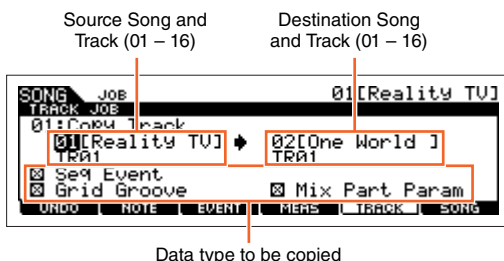 Source Song and
Track (01 – 16)
Destination Song
and Track (01 – 16)
SONG JOB 01[Reality TV]
TRACK JOB
01:Copy Track
01[Reality TV] 🡆 02[One World ]
TR01 TR01
☒ Seq Event
☒ Grid Groove ☒ Mix Part Param
UNDO NOTE EVENT MEAS TRACK SONG
Data type to be copied